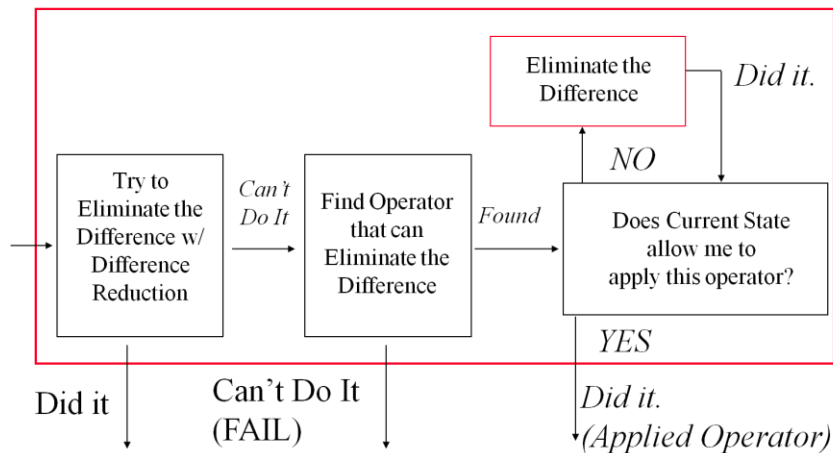 Eliminate the
Difference
Did it.
NO
Try to
Eliminate the
Difference w/
Difference
Reduction
Can't
Do It
Find Operator
that can
Eliminate the
Difference
Found
Does Current State
allow me to
apply this operator?
YES
Did it
Can't Do It
(FAIL)
Did it.
(Applied Operator)